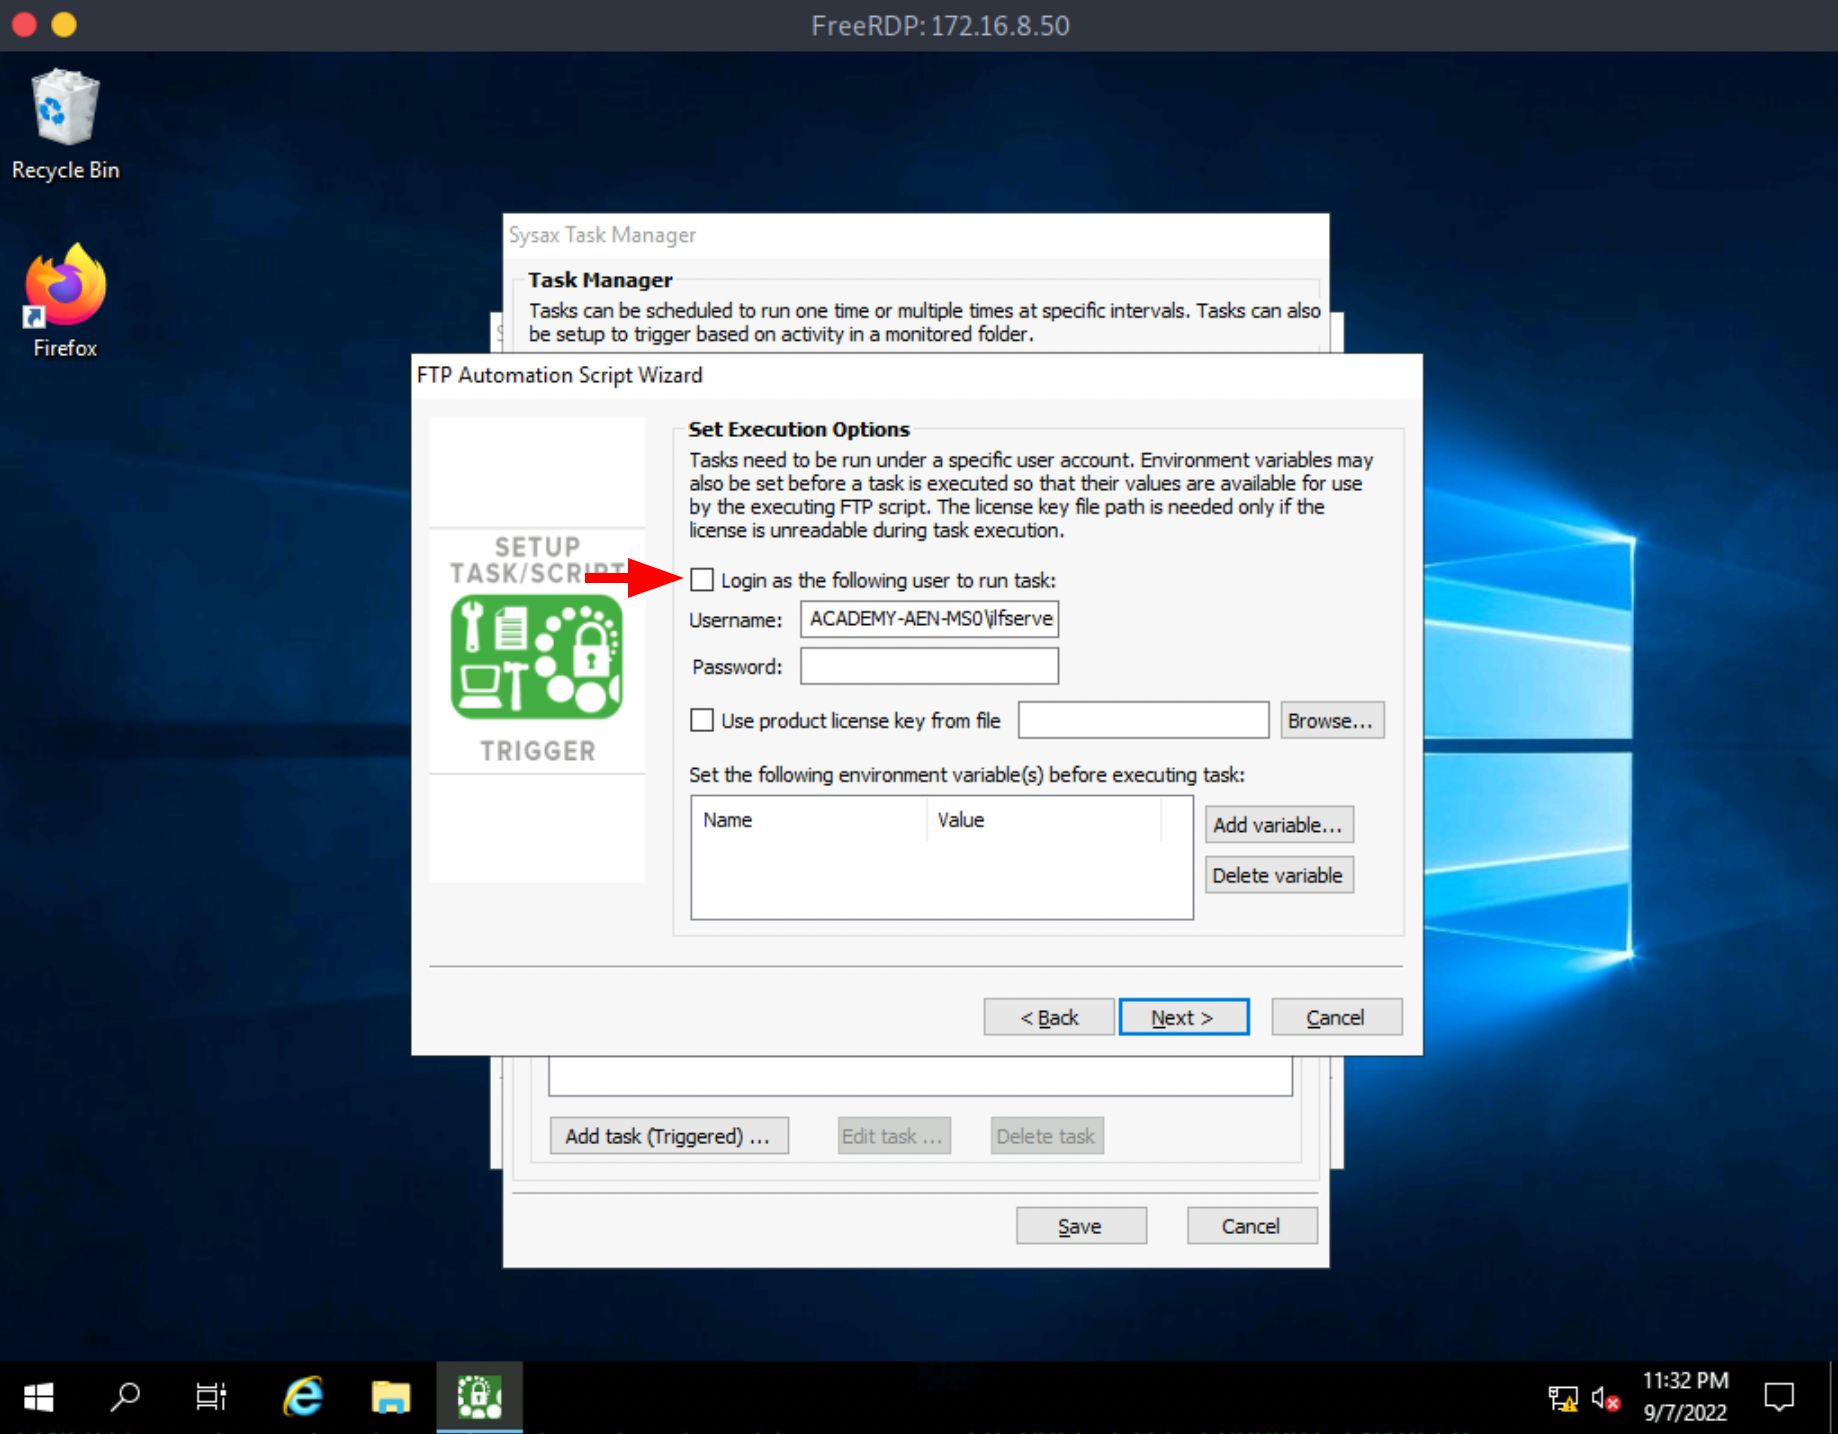 FreeRDP: 172.16.8.50
Recycle Bin
Firefox
Sysax Task Manager
Task Manager
Tasks can be scheduled to run one time or multiple times at specific intervals. Tasks can also
be setup to trigger based on activity in a monitored folder.
FTP Automation Script Wizard
SETUP
TASK/SCRIPT
TRIGGER
Set Execution Options
Tasks need to be run under a specific user account. Environment variables may
also be set before a task is executed so that their values are available for use
by the executing FTP script. The license key file path is needed only if the
license is unreadable during task execution.
Login as the following user to run task:
Username: ACADEMY-AEN-MS0\ilfserve
Password:
Use product license key from file Browse...
Set the following environment variable(s) before executing task:
Name Value
Add variable...
Delete variable
< Back Next > Cancel
Add task (Triggered) ... Edit task ... Delete task
Save Cancel
11:32 PM
9/7/2022